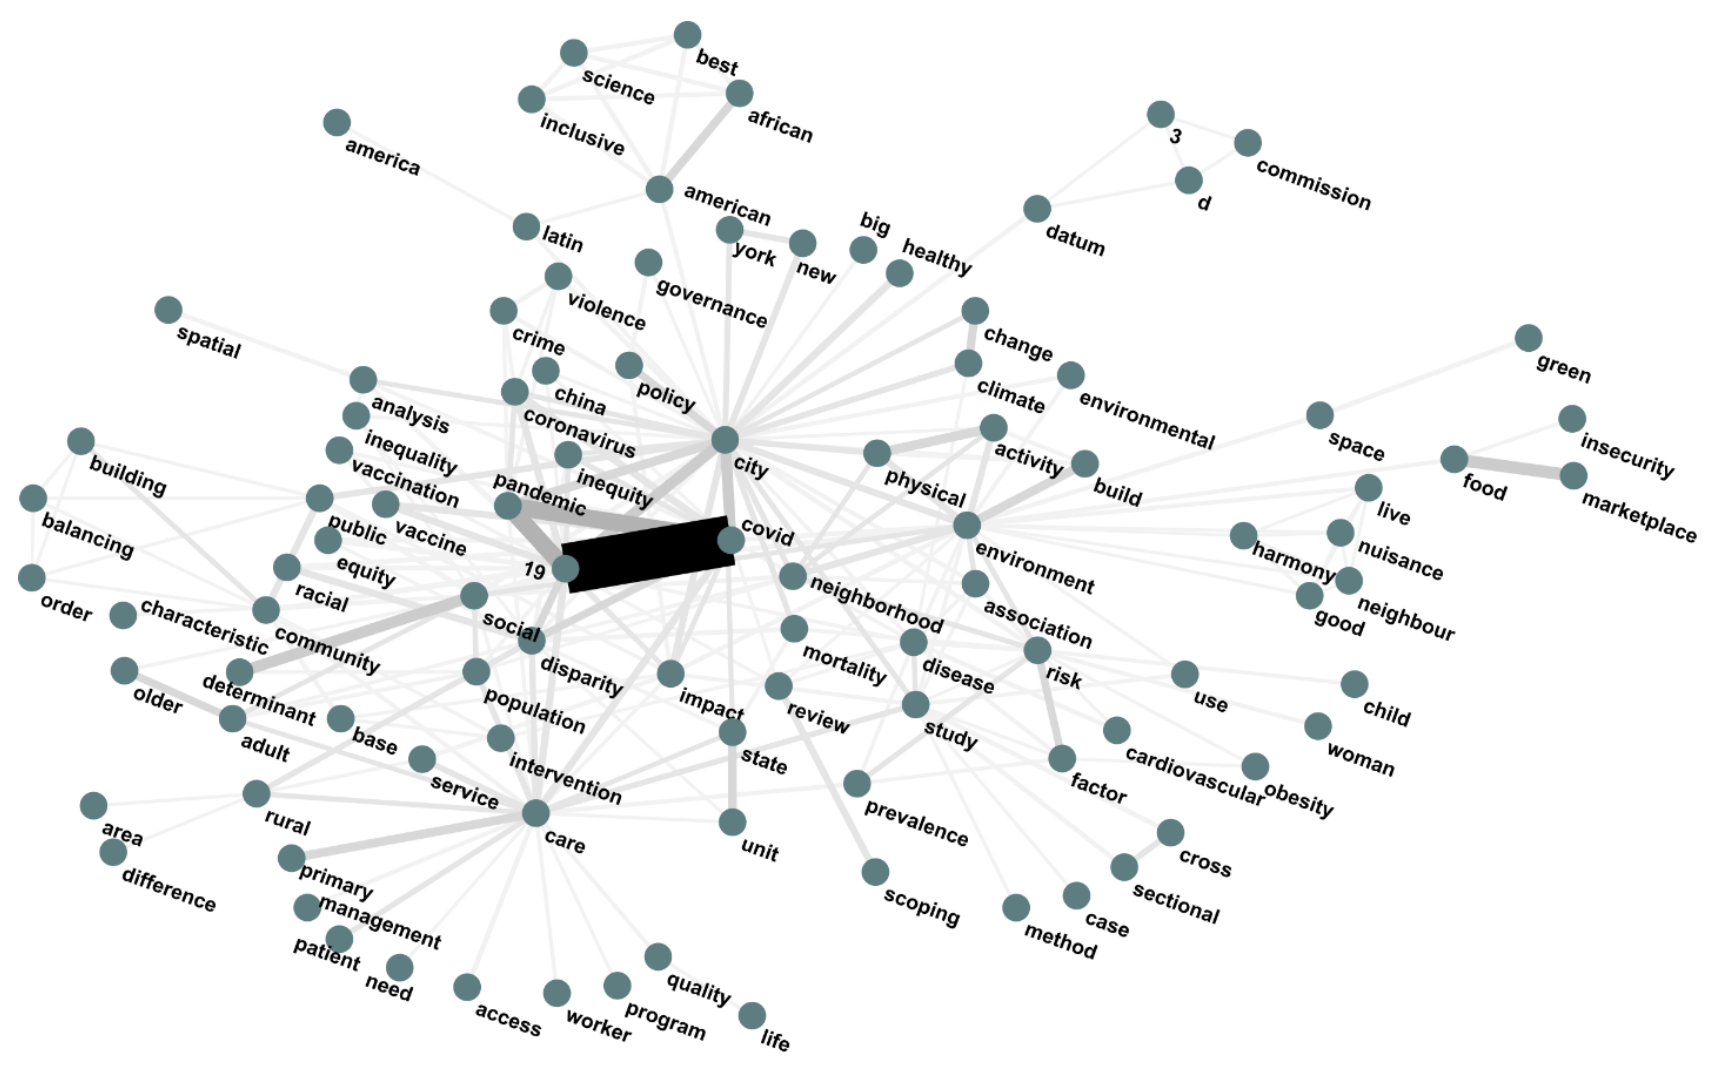 best
science
african
inclusive
america
3
commission
american
d
latin
york
big
healthy
datum
new
governance
violence
crime
change
spatial
china
policy
climate
environmental
green
analysis
coronavirus
space
insecurity
inequality
city
activity
building
vaccination
inequity
physical
build
food
marketplace
pandemic
live
balancing
public
vaccine
covid
nuisance
equity
19
environment
harmony
racial
neighborhood
neighbour
order
characteristic
association
good
social
community
disparity
mortality
disease
risk
determinant
older
population
impact
review
use
child
adult
base
study
state
woman
intervention
cardiovascular
service
factor
obesity
rural
prevalence
area
care
unit
cross
difference
primary
sectional
management
scoping
case
patient
method
need
quality
access
worker
program
life